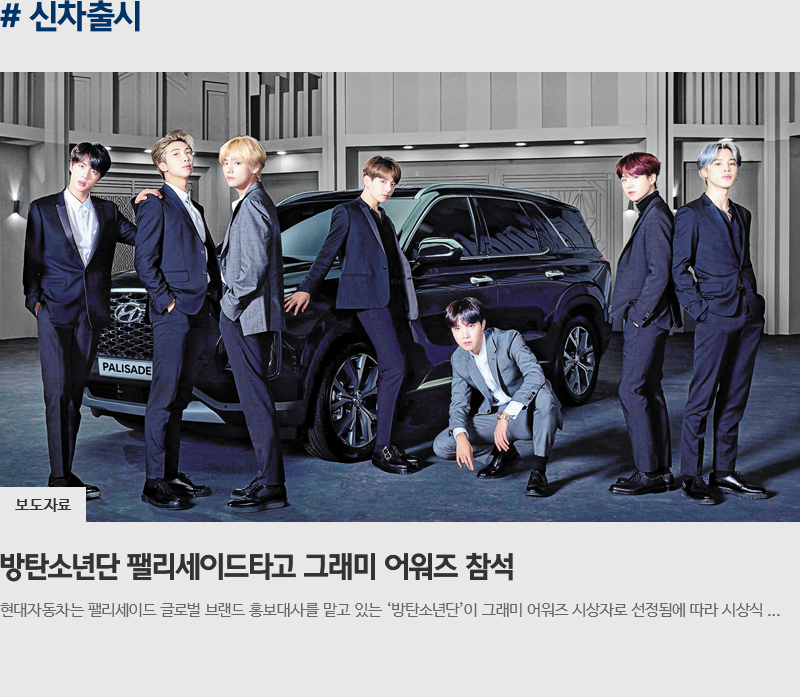 # 신차출시
PALISADE
보도자료
방탄소년단 팰리세이드타고 그래미 어워즈 참석
현대자동차는 팰리세이드 글로벌 브랜드 홍보대사를 맡고 있는 ‘방탄소년단’이 그래미 어워즈 시상자로 선정됨에 따라 시상식 ...